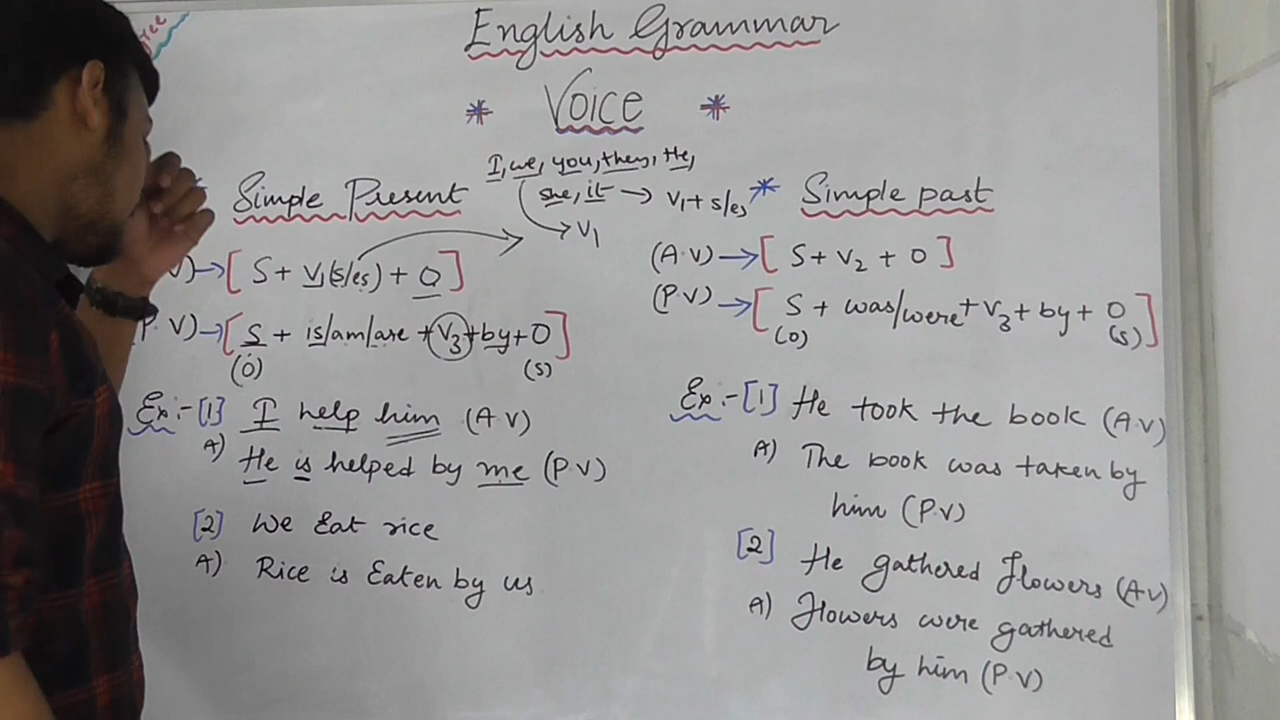 English Grammar
* Voice *
I, we, you, they, He,
she, it → V1 + s/es
→ V1
Simple Present
V) → [ S + V1(s/es) + O ]
P. V) → [ S + is/am/are + V3 + by + O ]
(O) (S)
Ex:- [1] I help him (A.V)
A) He is helped by me (P.V)
[2] We Eat rice
A) Rice is Eaten by us
* Simple past
(A.V) → [ S + V2 + O ]
(P.V) → [ S + was/were + V3 + by + O ]
(O) (S)
Ex:- [1] He took the book (A.V)
A) The book was taken by
him (P.V)
[2] He gathered flowers (A.V)
A) Flowers were gathered
by him (P.V)